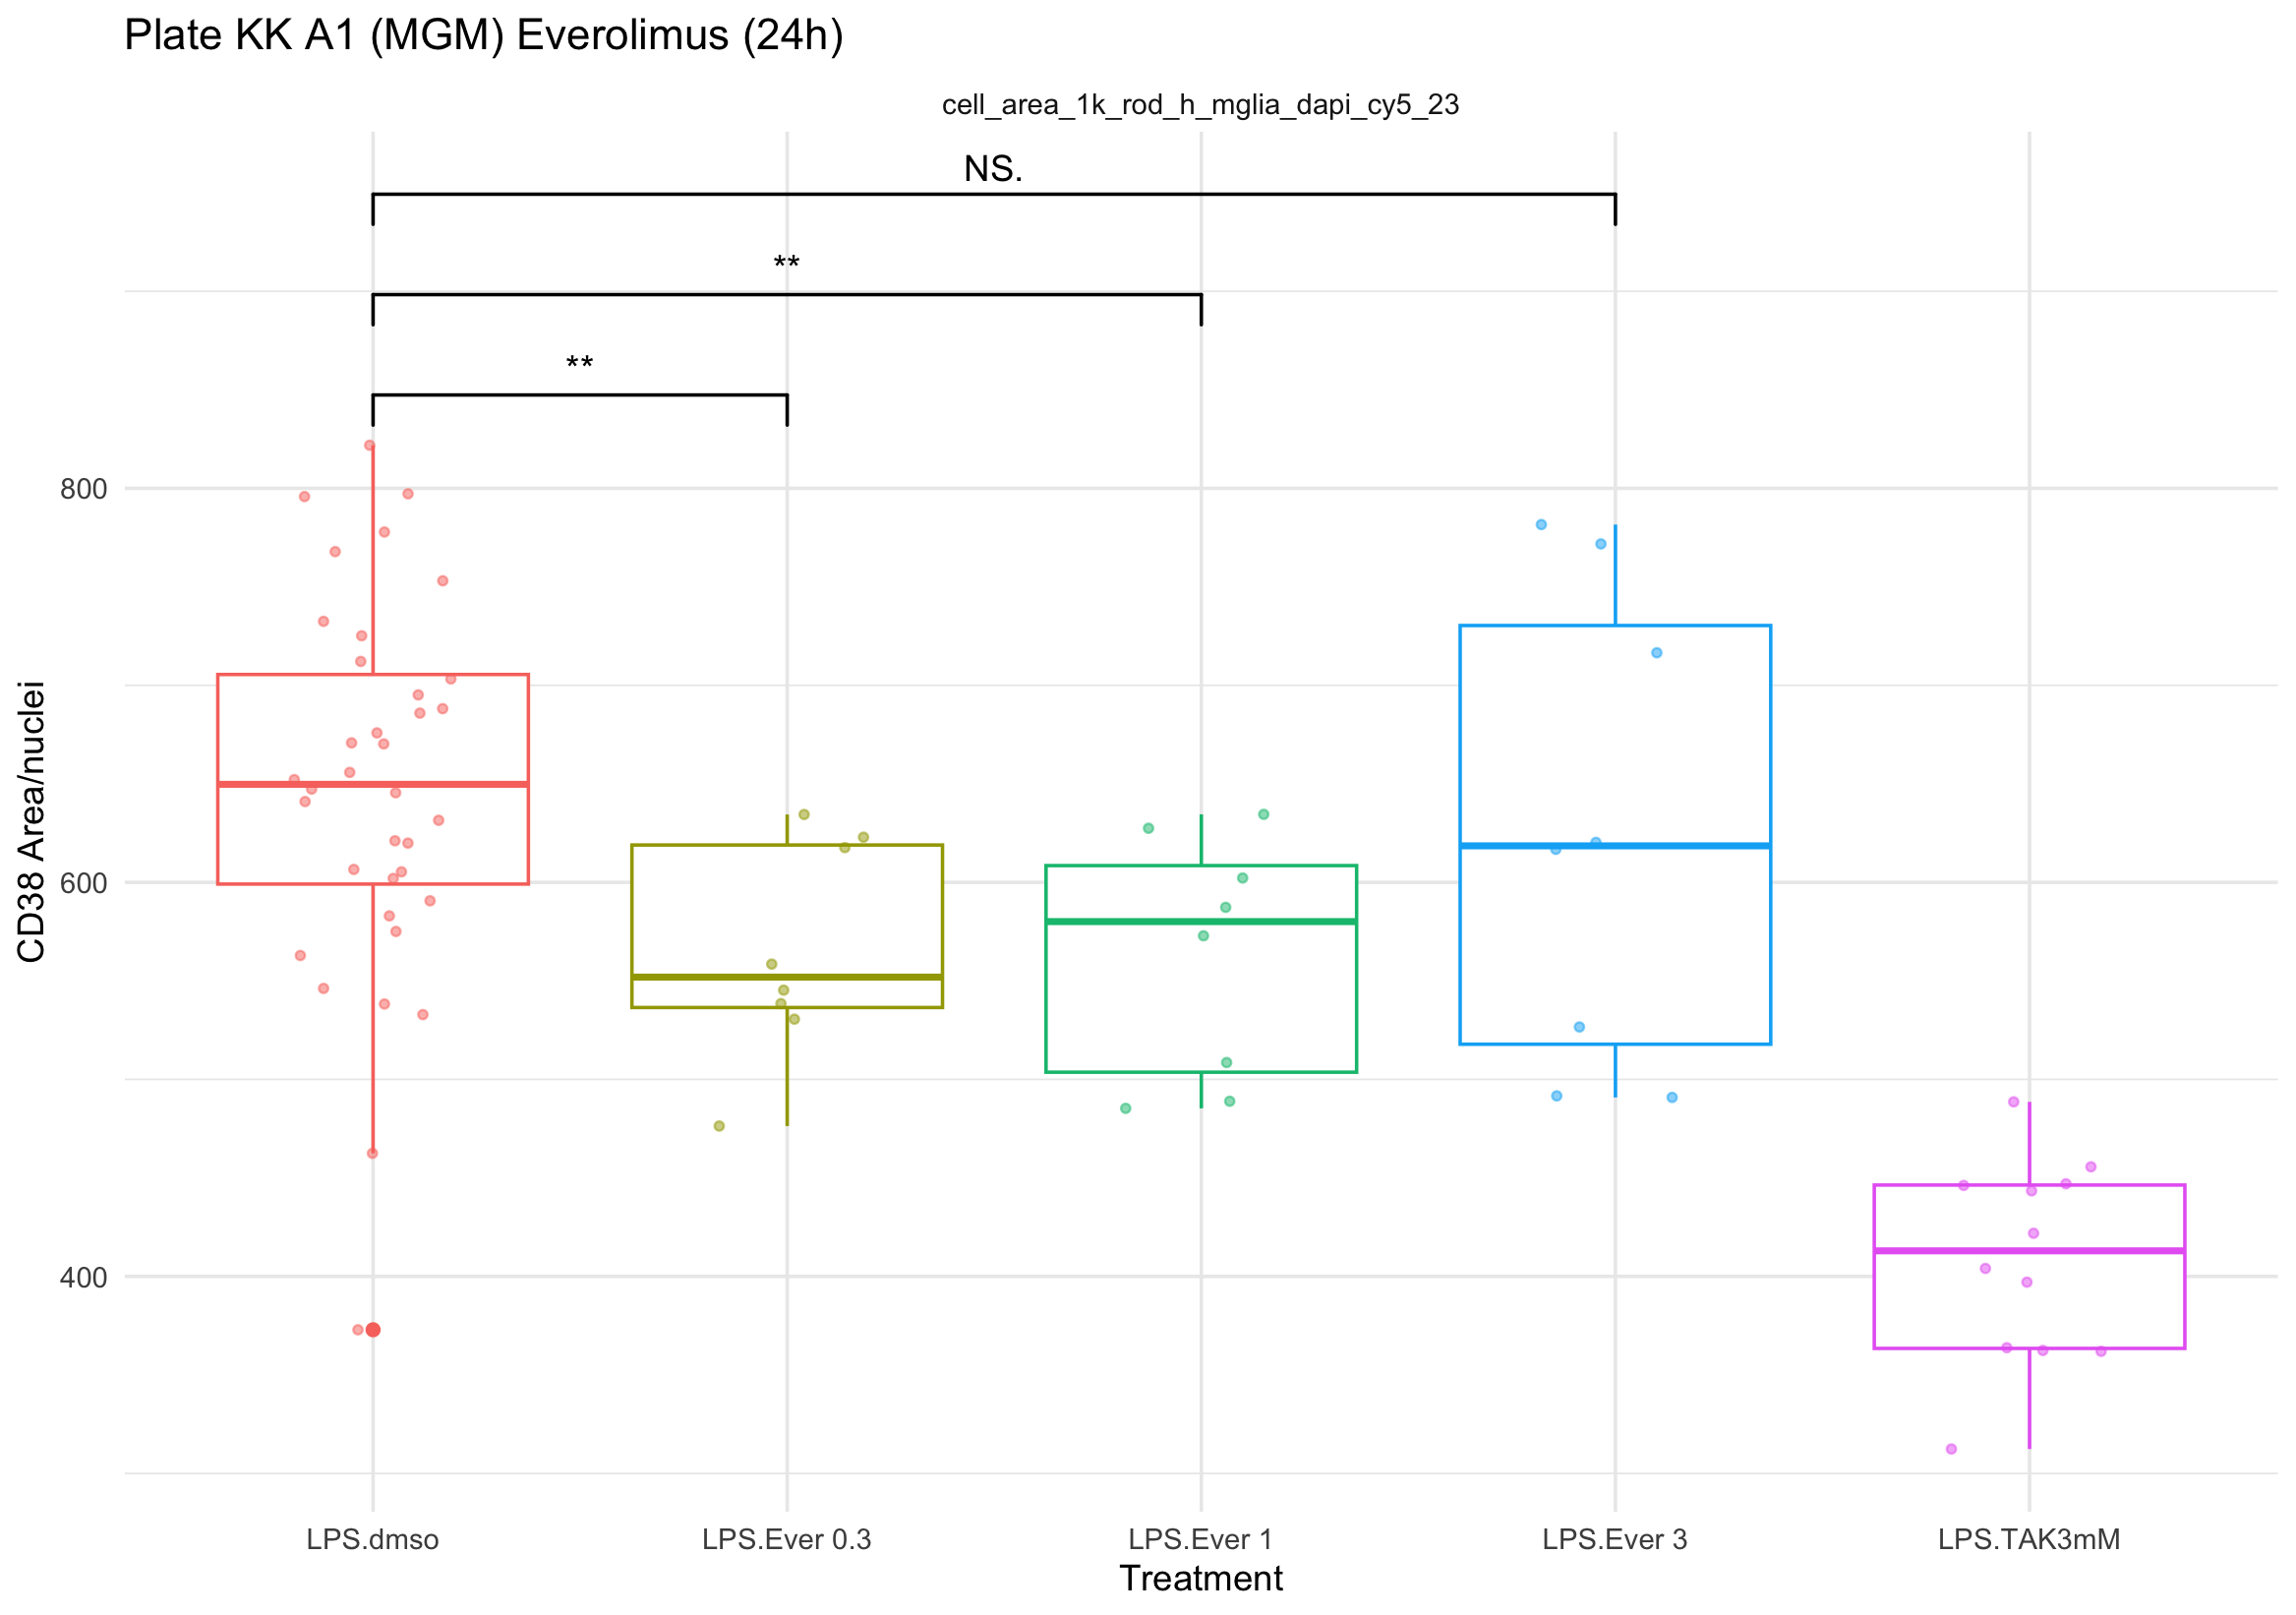 Plate KK A1 (MGM) Everolimus (24h)
cell_area_1k_rod_h_mglia_dapi_cy5_23
NS.
**
**
800
600
400
CD38 Area/nuclei
LPS.dmso LPS.Ever 0.3 LPS.Ever 1 LPS.Ever 3 LPS.TAK3mM
Treatment